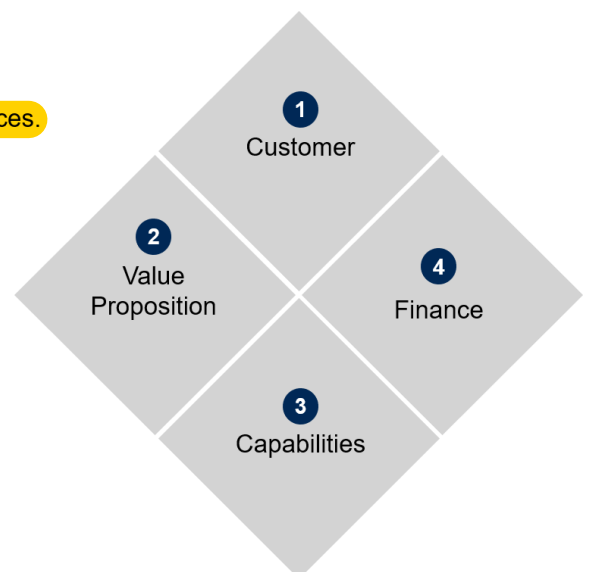 ces.
1
Customer
2
Value
Proposition
4
Finance
3
Capabilities